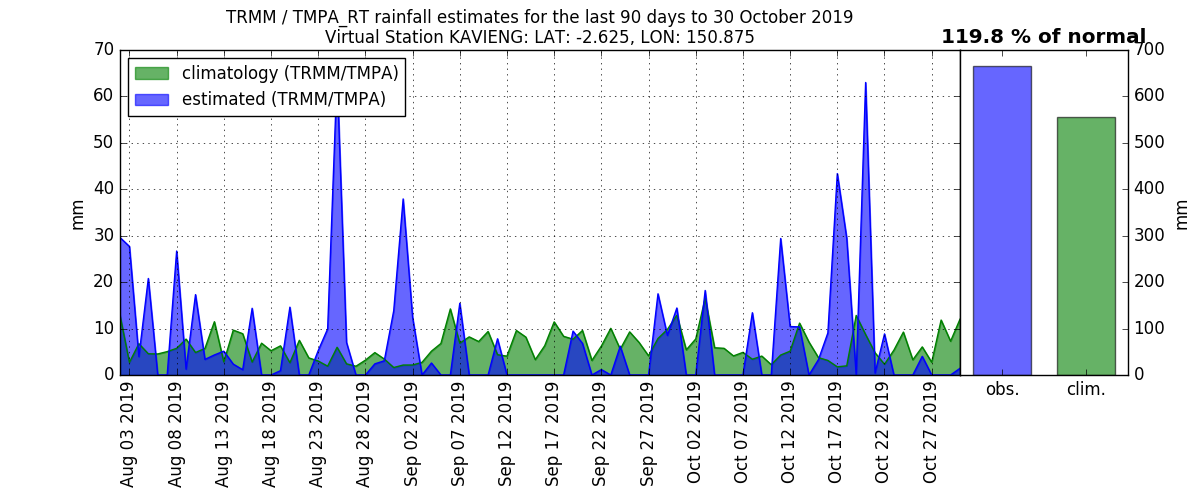 TRMM / TMPA_RT rainfall estimates for the last 90 days to 30 October 2019
Virtual Station KAVIENG: LAT: -2.625, LON: 150.875
119.8 % of normal
climatology (TRMM/TMPA)
estimated (TRMM/TMPA)
70
60
50
40
30
20
10
0
mm
Aug 03 2019
Aug 08 2019
Aug 13 2019
Aug 18 2019
Aug 23 2019
Aug 28 2019
Sep 02 2019
Sep 07 2019
Sep 12 2019
Sep 17 2019
Sep 22 2019
Sep 27 2019
Oct 02 2019
Oct 07 2019
Oct 12 2019
Oct 17 2019
Oct 22 2019
Oct 27 2019
700
600
500
400
300
200
100
0
mm
obs.
clim.